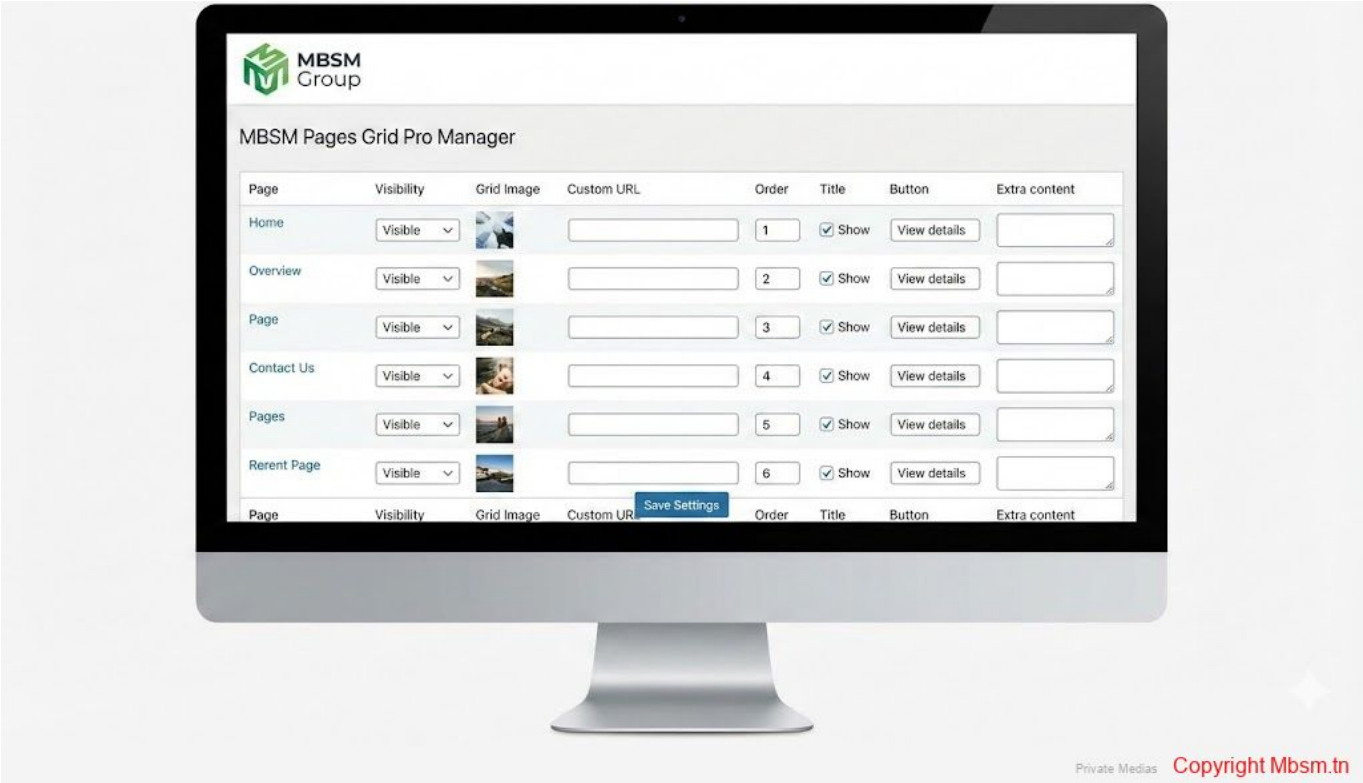 MBSM
Group
MBSM Pages Grid Pro Manager
Page Visibility Grid Image Custom URL Order Title Button Extra content
Home Visible 1 Show View details
Overview Visible 2 Show View details
Page Visible 3 Show View details
Contact Us Visible 4 Show View details
Pages Visible 5 Show View details
Rerent Page Visible 6 Show View details
Save Settings
Page Visibility Grid Image Custom URL Order Title Button Extra content
Private Medias Copyright Mbsm.tn